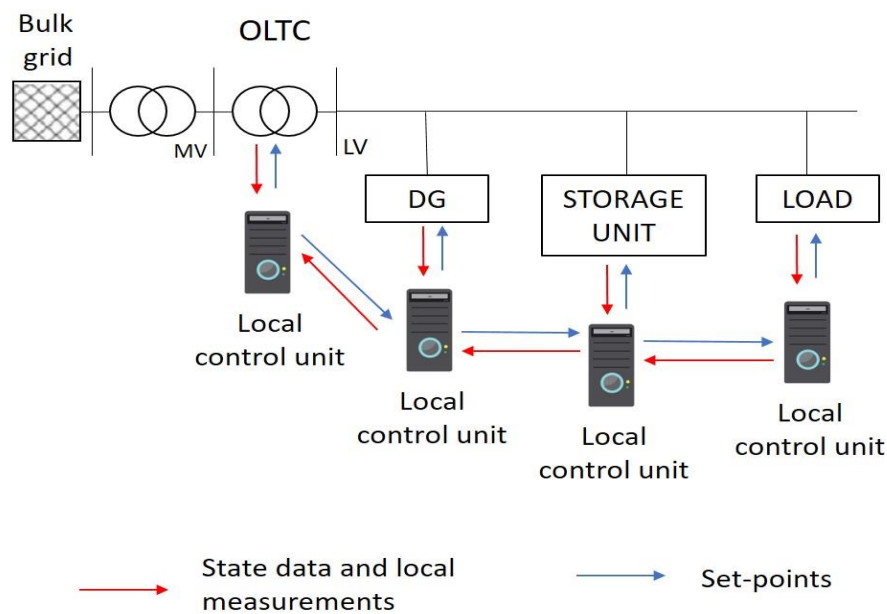 Bulk
grid
OLTC
MV
LV
DG
STORAGE
UNIT
LOAD
Local
control unit
Local
control unit
Local
control unit
Local
control unit
State data and local
measurements
Set-points